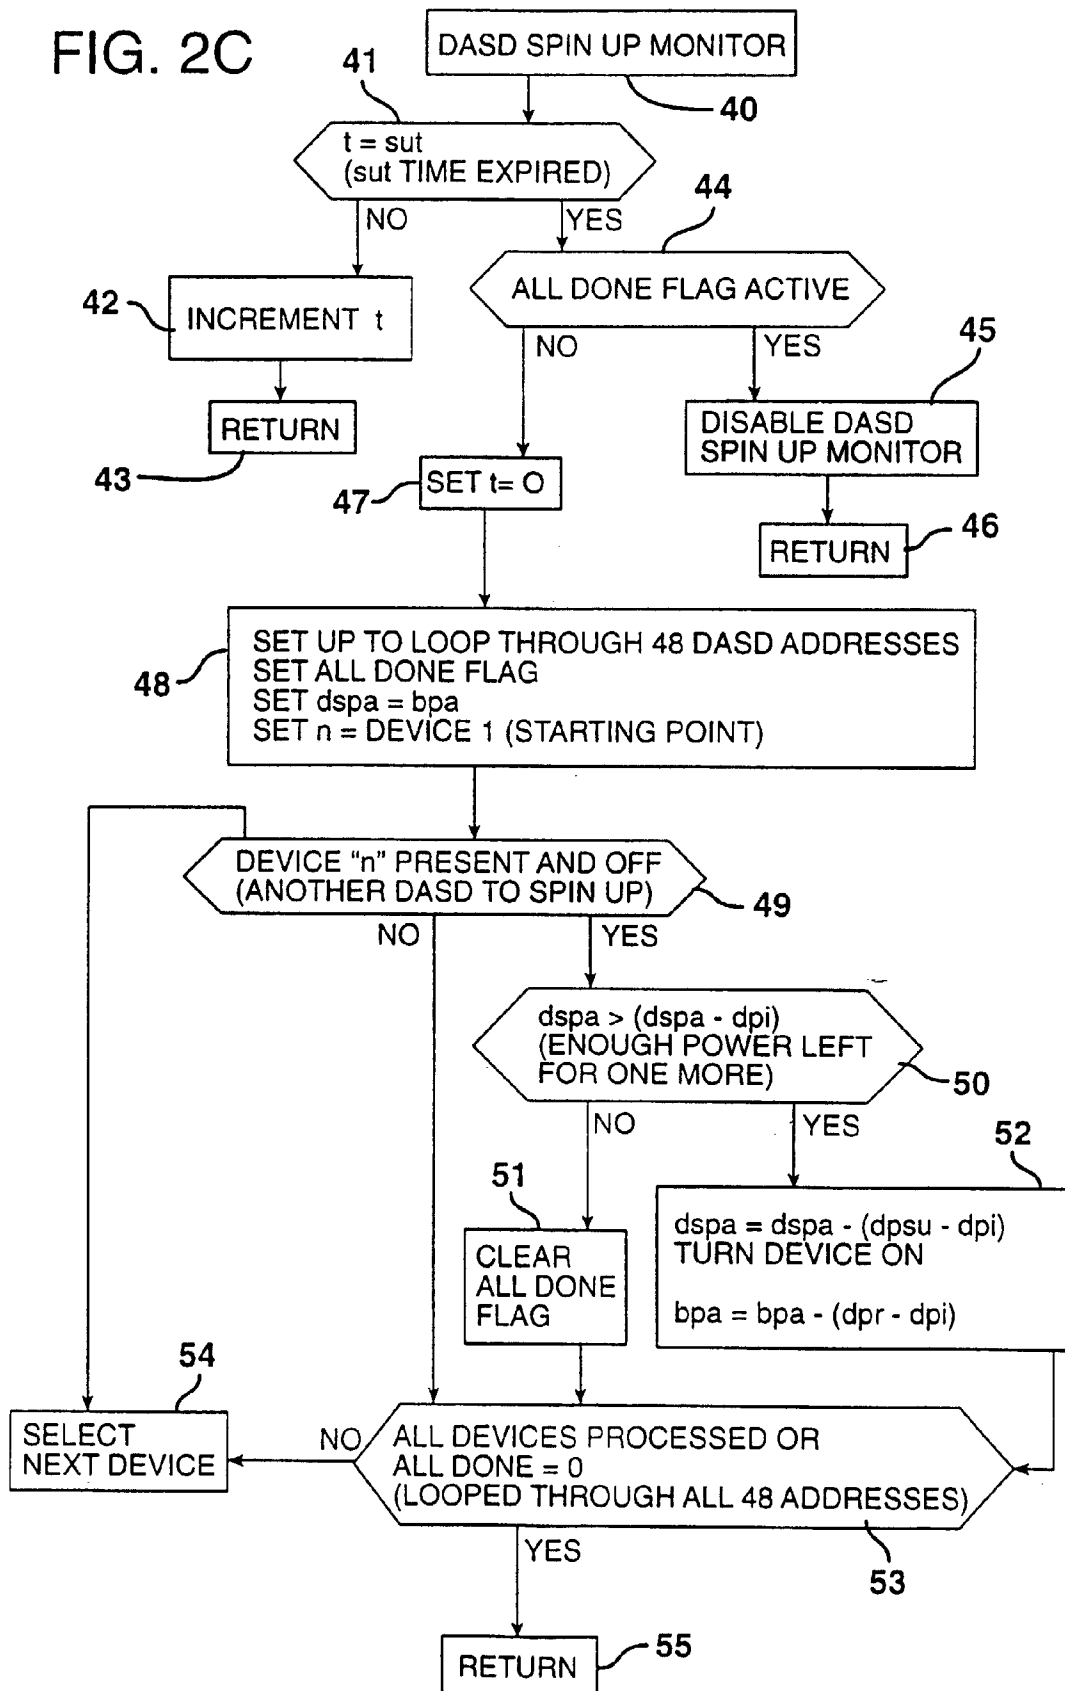 FIG. 2C
DASD SPIN UP MONITOR
40
41
t = sut
(sut TIME EXPIRED)
NO
YES
44
42
INCREMENT t
ALL DONE FLAG ACTIVE
NO
YES
45
RETURN
43
DISABLE DASD
SPIN UP MONITOR
47
SET t= O
46
RETURN
48
SET UP TO LOOP THROUGH 48 DASD ADDRESSES
SET ALL DONE FLAG
SET dspa = bpa
SET n = DEVICE 1 (STARTING POINT)
DEVICE “n” PRESENT AND OFF
(ANOTHER DASD TO SPIN UP)
49
NO
YES
dspa > (dspa - dpi)
(ENOUGH POWER LEFT
FOR ONE MORE)
50
NO
YES
52
51
CLEAR
ALL DONE
FLAG
dspa = dspa - (dpsu - dpi)
TURN DEVICE ON
bpa = bpa - (dpr - dpi)
54
SELECT
NEXT DEVICE
NO
ALL DEVICES PROCESSED OR
ALL DONE = 0
(LOOPED THROUGH ALL 48 ADDRESSES)
YES
53
RETURN
55